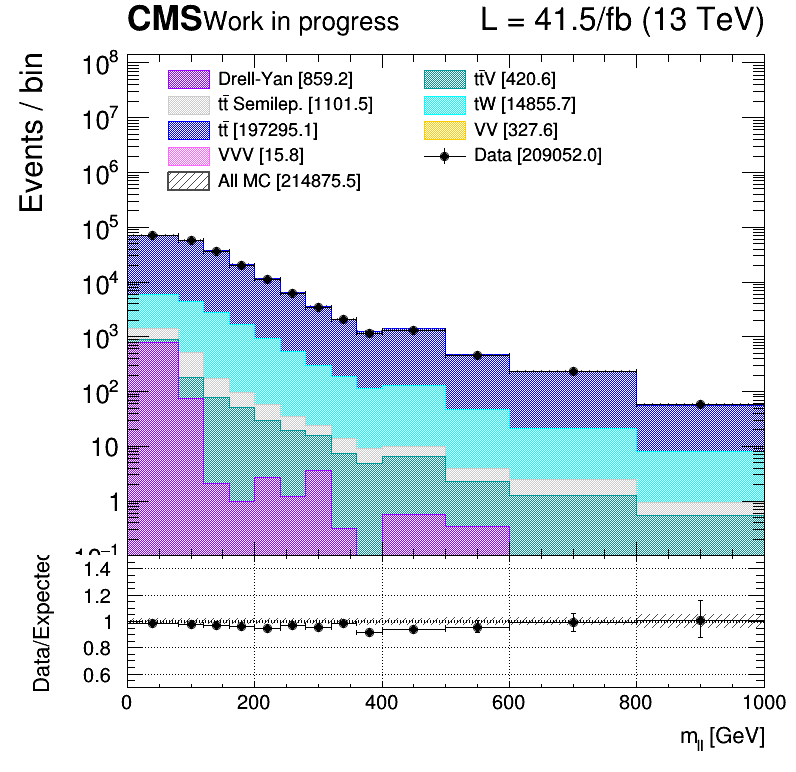 CMS Work in progress L = 41.5/fb (13 TeV)
Events / bin
10⁸
10⁷
10⁶
10⁵
10⁴
10³
10²
10
1
10⁻¹
Drell-Yan [859.2]
tt̄ Semilep. [1101.5]
tt̄ [197295.1]
VVV [15.8]
All MC [214875.5]
tt̄V [420.6]
tW [14855.7]
VV [327.6]
Data [209052.0]
Data/Expected
1.4
1.2
1
0.8
0.6
0 200 400 600 800 1000
m_ll [GeV]